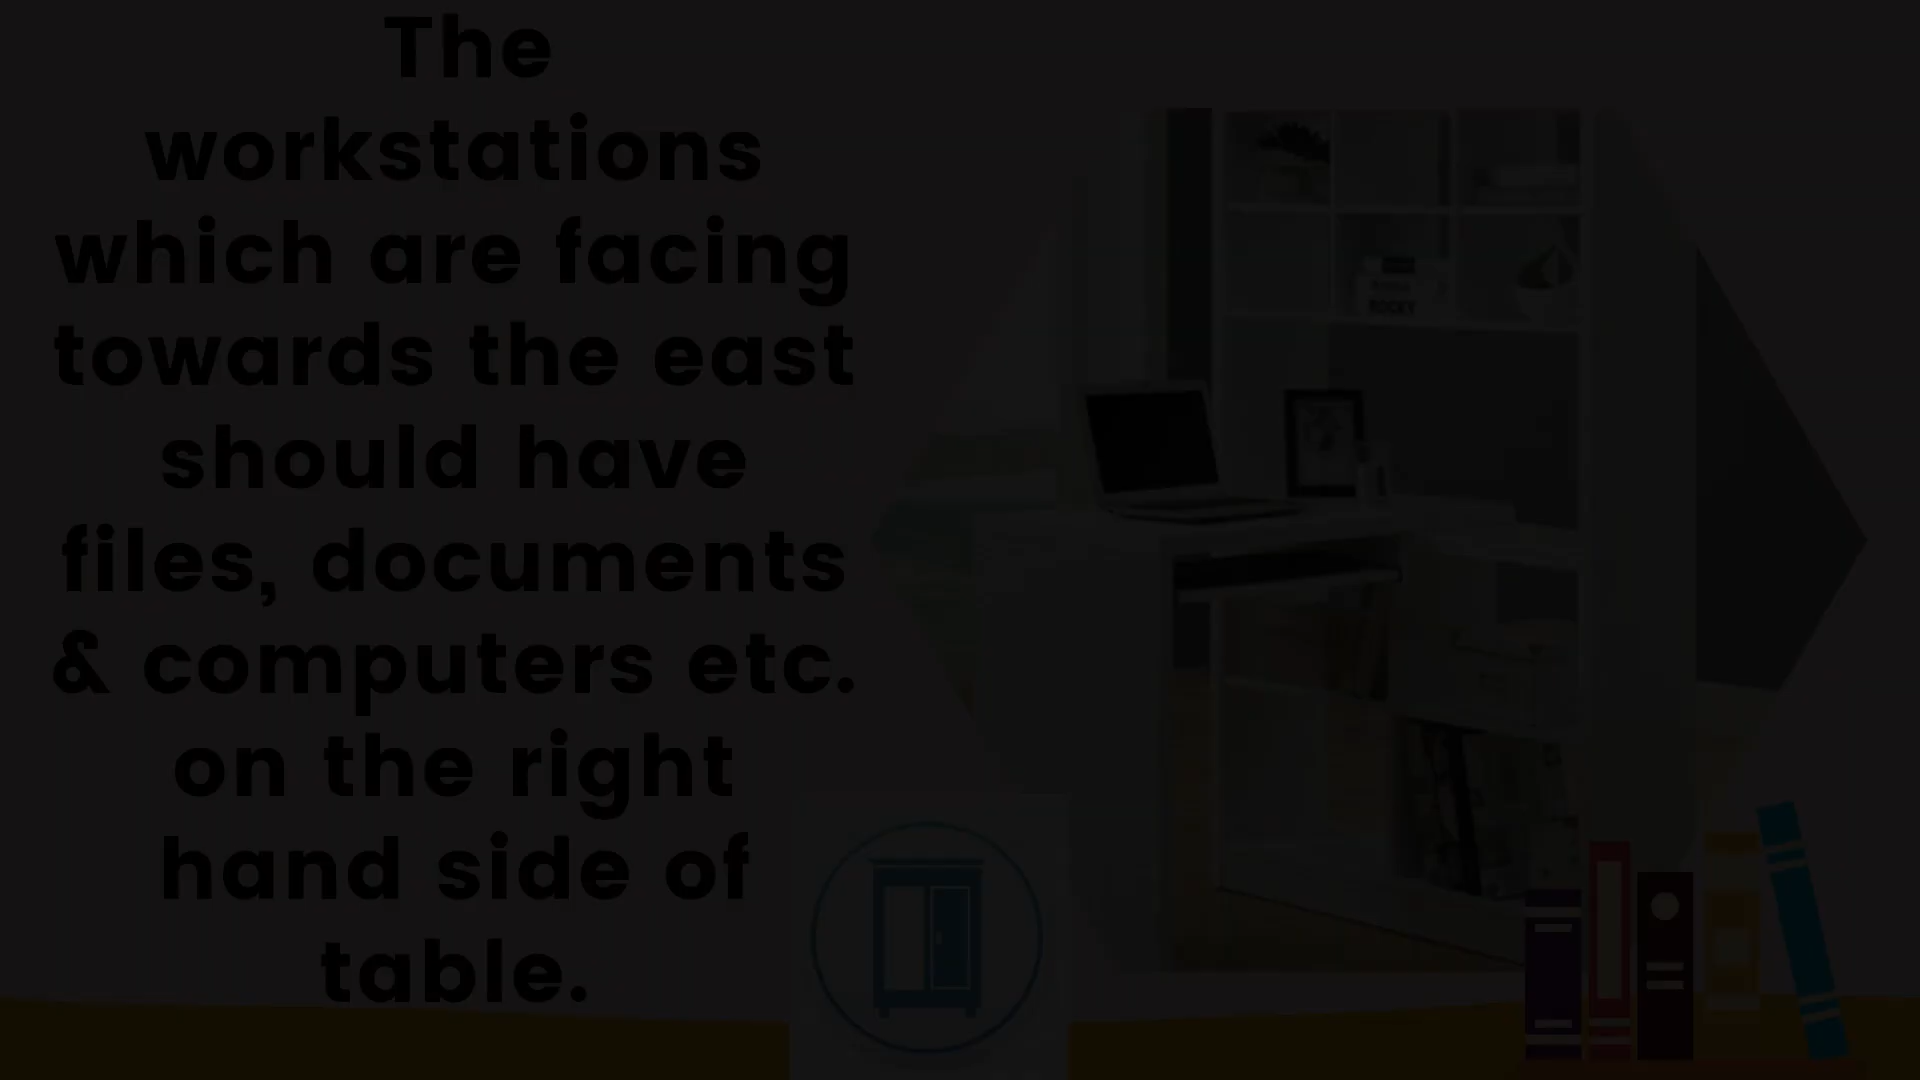 The
workstations
which are facing
towards the east
should have
files, documents
& computers etc.
on the right
hand side of
table.